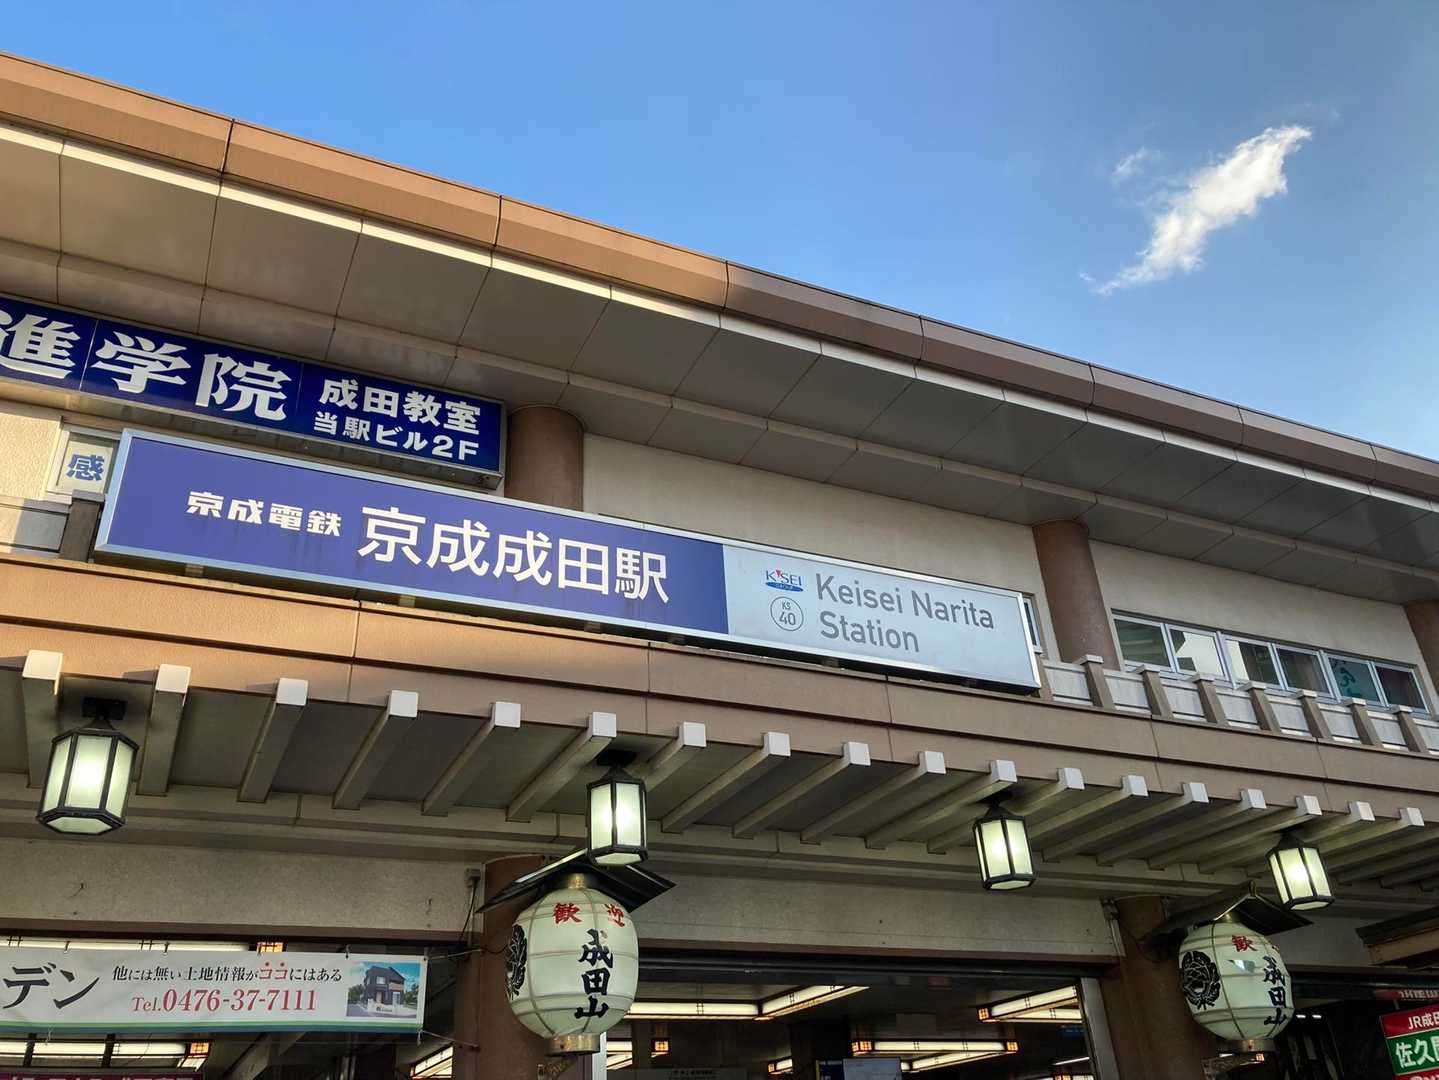 進学院
成田教室
当駅ビル2F
感
京成電鉄 京成成田駅
KEISEI
KS
40
Keisei Narita
Station
歓迎
成田山
歓
成田山
デン
他には無い土地情報がココにはある
Tel.0476-37-7111
JR成田
佐久間